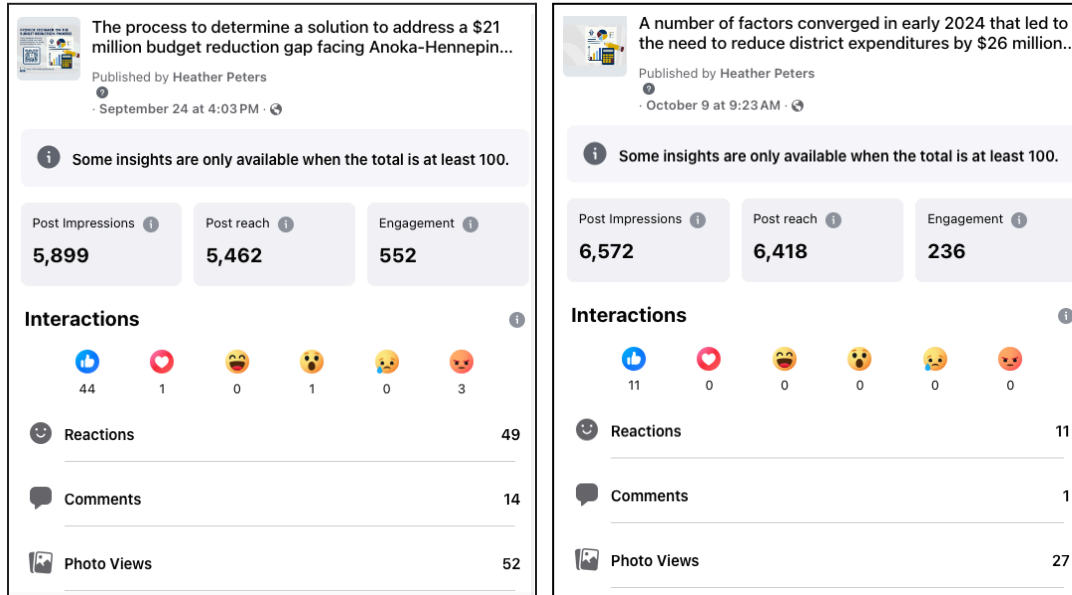 The process to determine a solution to address a $21
million budget reduction gap facing Anoka-Hennepin...
Published by Heather Peters
· September 24 at 4:03 PM ·
Some insights are only available when the total is at least 100.
Post Impressions
5,899
Post reach
5,462
Engagement
552
Interactions
44
1
0
1
0
3
Reactions
49
Comments
14
Photo Views
52
A number of factors converged in early 2024 that led to
the need to reduce district expenditures by $26 million..
Published by Heather Peters
· October 9 at 9:23 AM ·
Some insights are only available when the total is at least 100.
Post Impressions
6,572
Post reach
6,418
Engagement
236
Interactions
11
0
0
0
0
0
Reactions
11
Comments
1
Photo Views
27